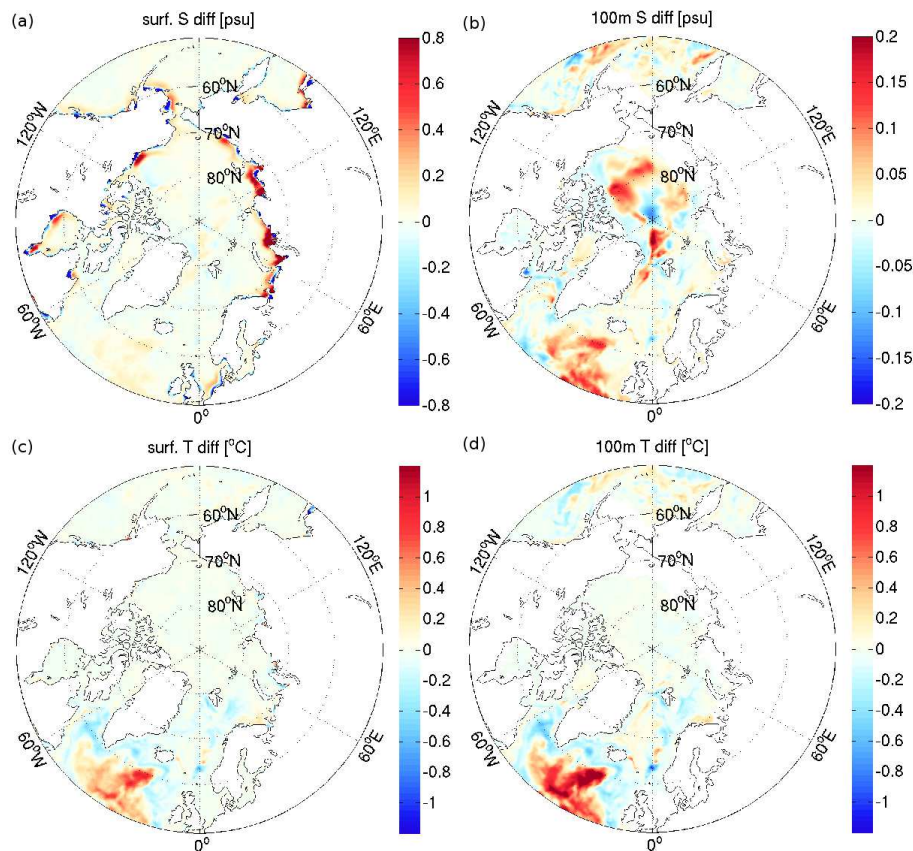 (a) surf. S diff [psu]
(b) 100m S diff [psu]
120°W
60°N
70°N
80°N
120°E
60°W
60°E
0°
0.8
0.6
0.4
0.2
0
-0.2
-0.4
-0.6
-0.8
120°W
60°N
70°N
80°N
120°E
60°W
60°E
0°
0.2
0.15
0.1
0.05
0.00
-0.05
-0.1
-0.15
-0.2
(c) surf. T diff [°C]
(d) 100m T diff [°C]
120°W
60°N
70°N
80°N
120°E
60°W
60°E
0°
1
0.8
0.6
0.4
0.2
0
-0.2
-0.4
-0.6
-0.8
-1
120°W
60°N
70°N
80°N
120°E
60°W
60°E
0°
1
0.8
0.6
0.4
0.2
0
-0.2
-0.4
-0.6
-0.8
-1